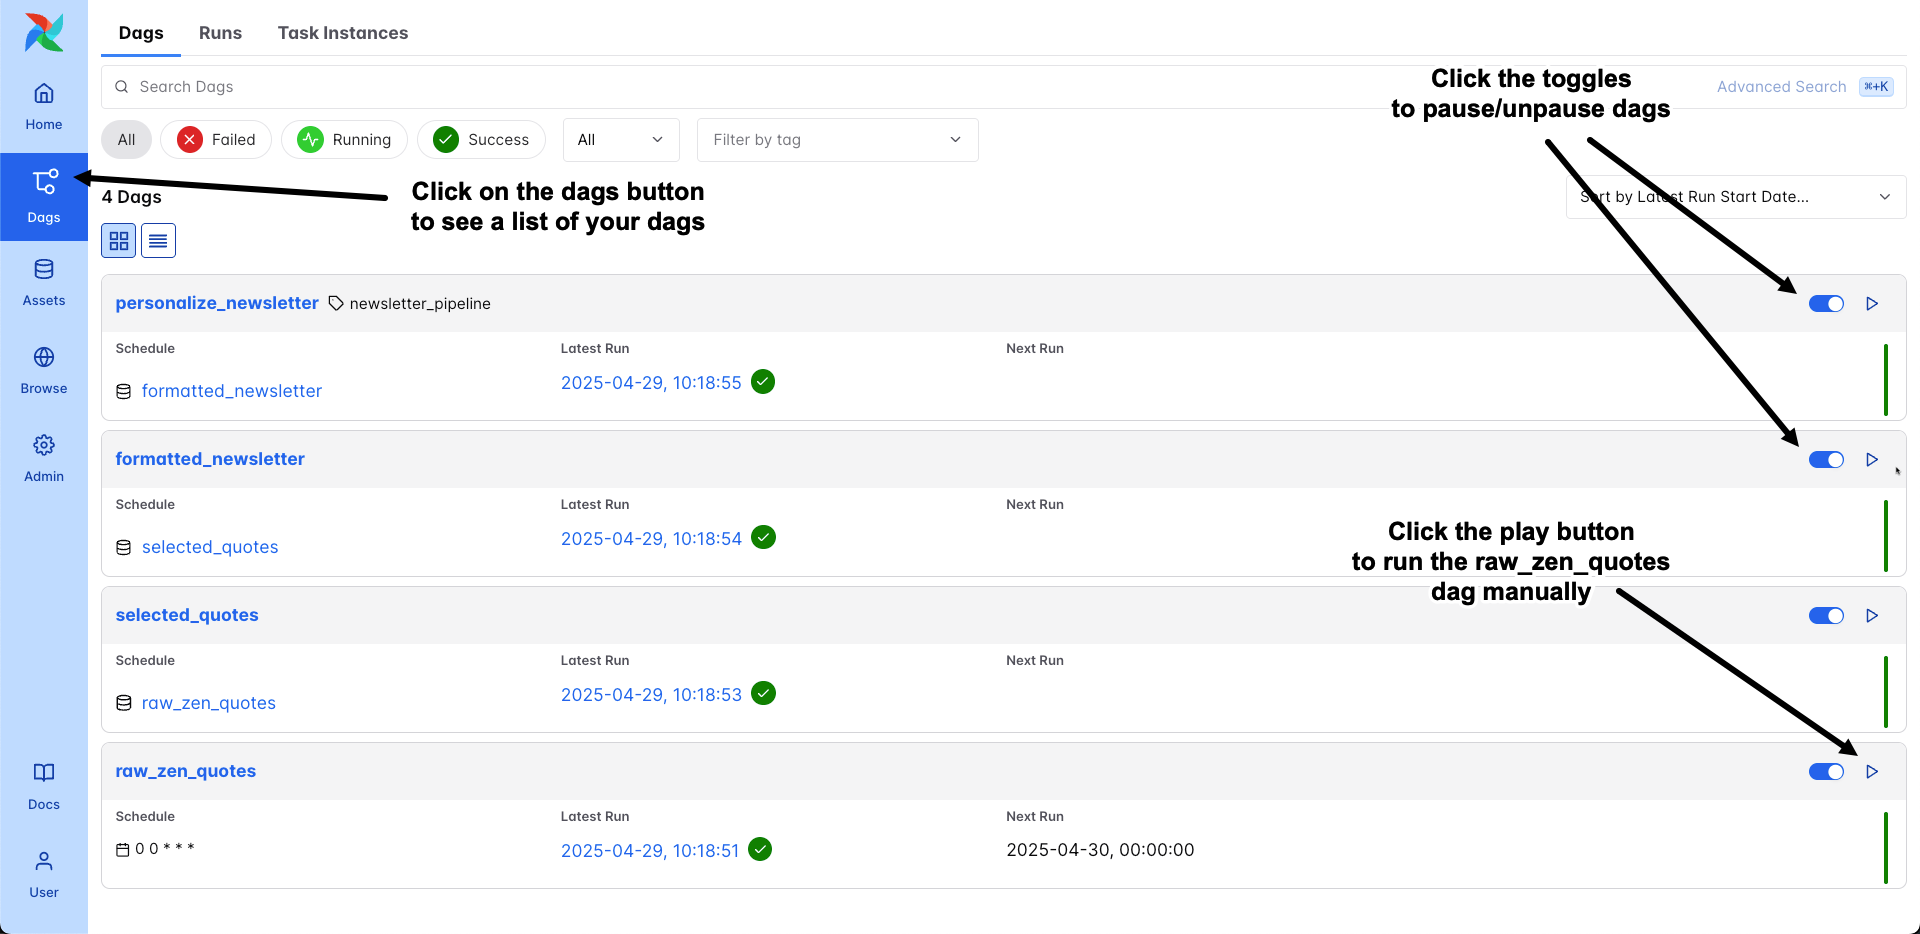 Dags Runs Task Instances
Search Dags
Advanced Search ⌘+K
Click the toggles
to pause/unpause dags
All Failed Running Success All Filter by tag
Home
Dags
Assets
Browse
Admin
Docs
User
Click on the dags button
to see a list of your dags
4 Dags
Sort by Latest Run Start Date...
personalize_newsletter newsletter_pipeline
Schedule Latest Run Next Run
formatted_newsletter 2025-04-29, 10:18:55
formatted_newsletter
Schedule Latest Run Next Run
selected_quotes 2025-04-29, 10:18:54
Click the play button
to run the raw_zen_quotes
dag manually
selected_quotes
Schedule Latest Run Next Run
raw_zen_quotes 2025-04-29, 10:18:53
raw_zen_quotes
Schedule Latest Run Next Run
0 0 * * * 2025-04-29, 10:18:51 2025-04-30, 00:00:00